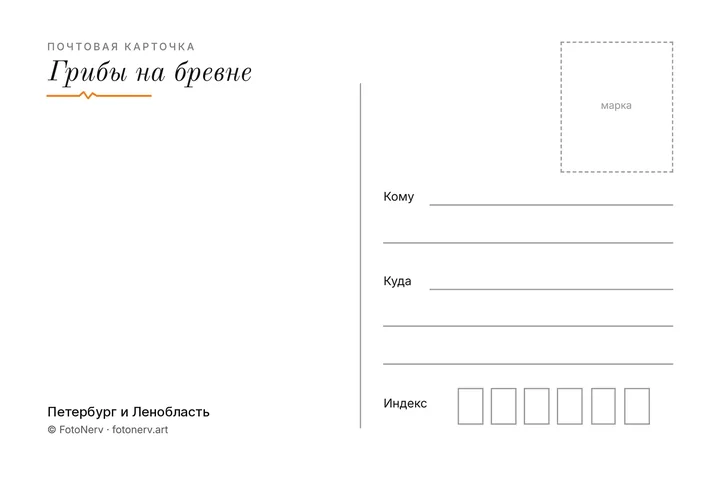 ПОЧТОВАЯ КАРТОЧКА
Грибы на бревне
марка
Кому
Куда
Индекс
Петербург и Ленобласть
© FotoNerv · fotonerv.art